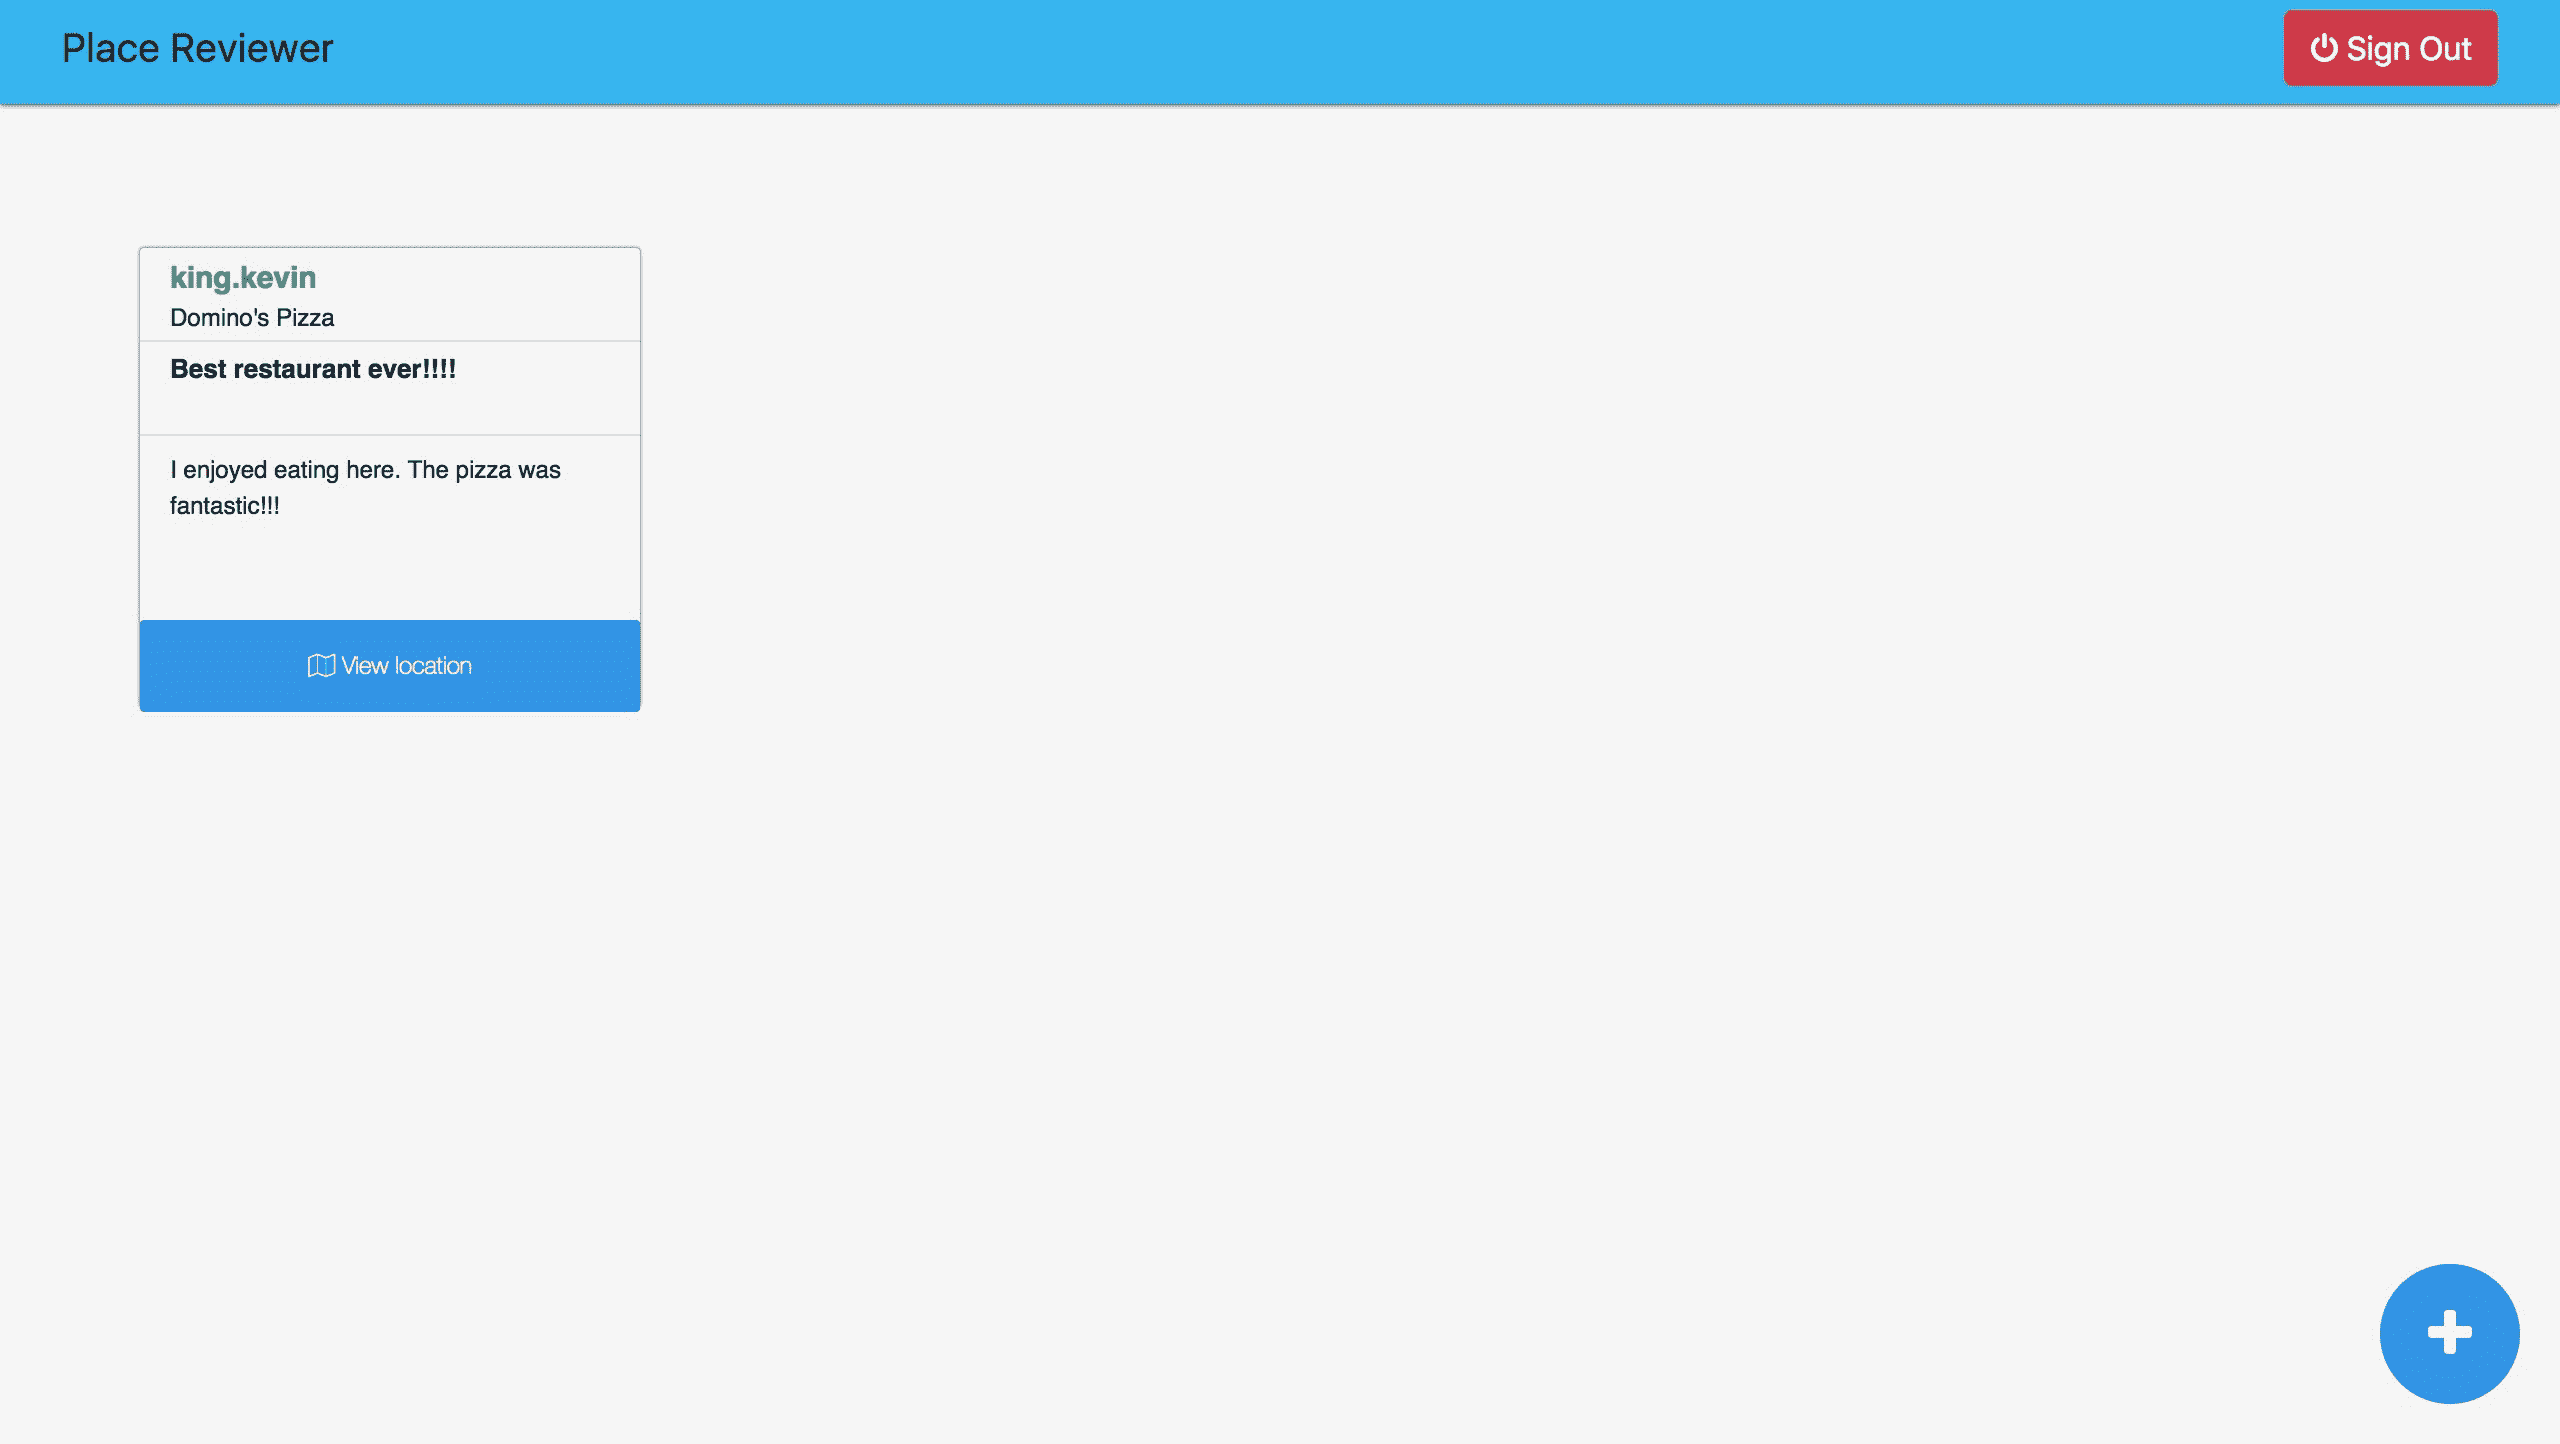 Place Reviewer
Sign Out
king.kevin
Domino's Pizza
Best restaurant ever!!!!
I enjoyed eating here. The pizza was
fantastic!!!
View location